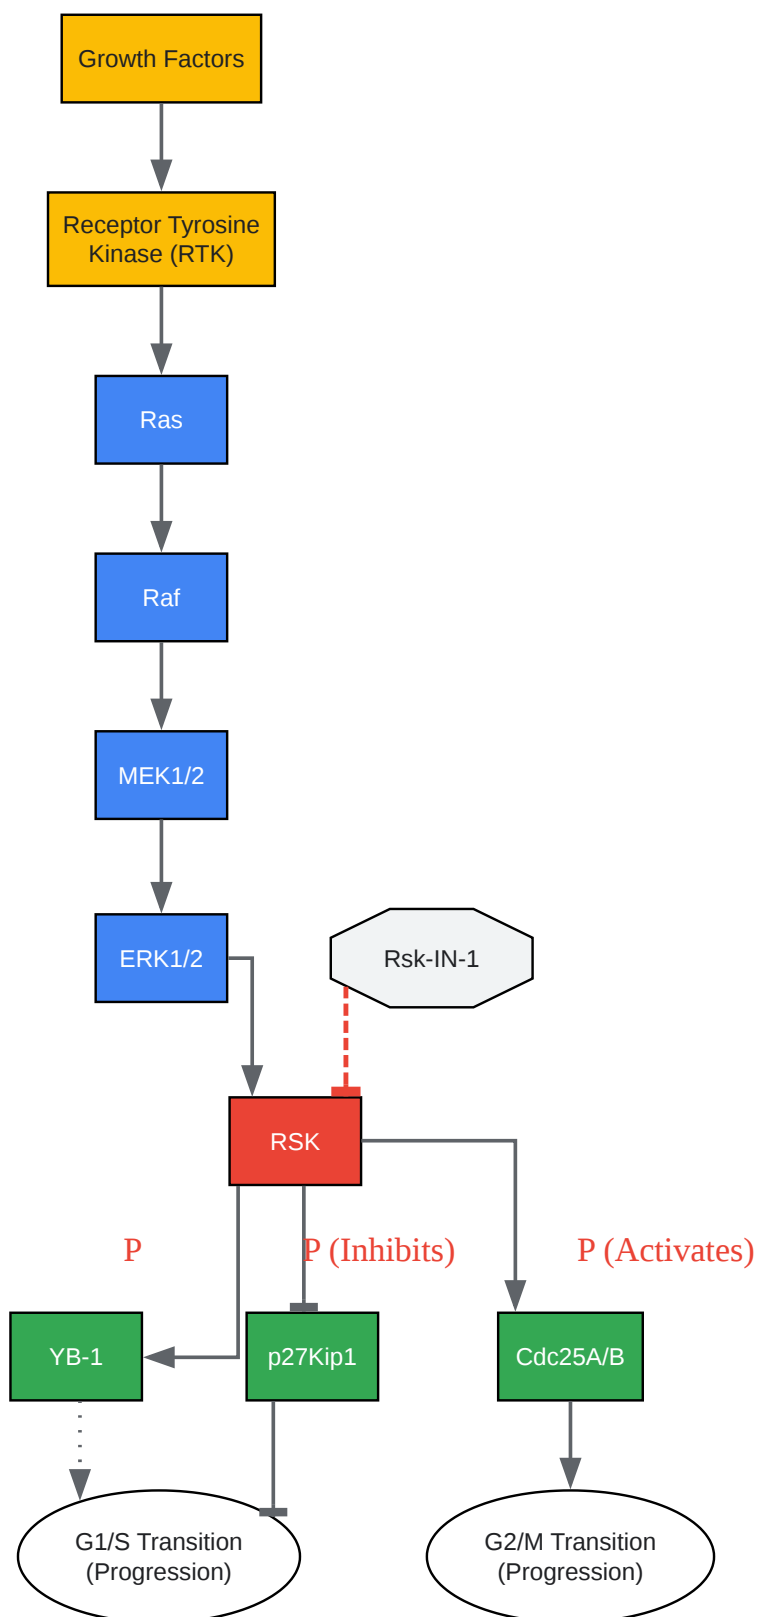 Growth Factors
Receptor Tyrosine
Kinase (RTK)
Ras
Raf
MEK1/2
ERK1/2
Rsk-IN-1
RSK
P
P (Inhibits)
P (Activates)
YB-1
p27Kip1
Cdc25A/B
G1/S Transition
(Progression)
G2/M Transition
(Progression)